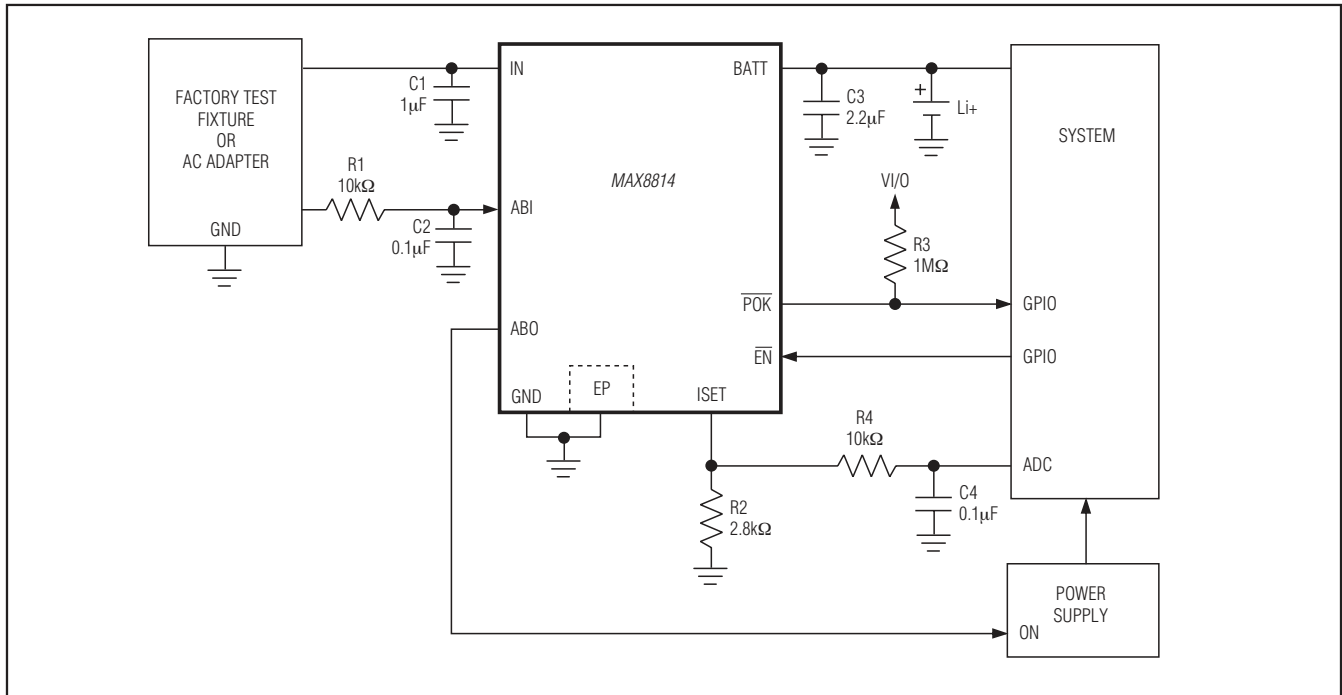 FACTORY TEST
FIXTURE
OR
AC ADAPTER
GND
C1
1µF
R1
10kΩ
C2
0.1µF
IN
ABI
ABO
GND
EP
ISET
MAX8814
BATT
P̅O̅K̅
E̅N̅
C3
2.2µF
+
Li+
VI/O
R3
1MΩ
R2
2.8kΩ
R4
10kΩ
C4
0.1µF
SYSTEM
GPIO
GPIO
ADC
POWER
SUPPLY
ON